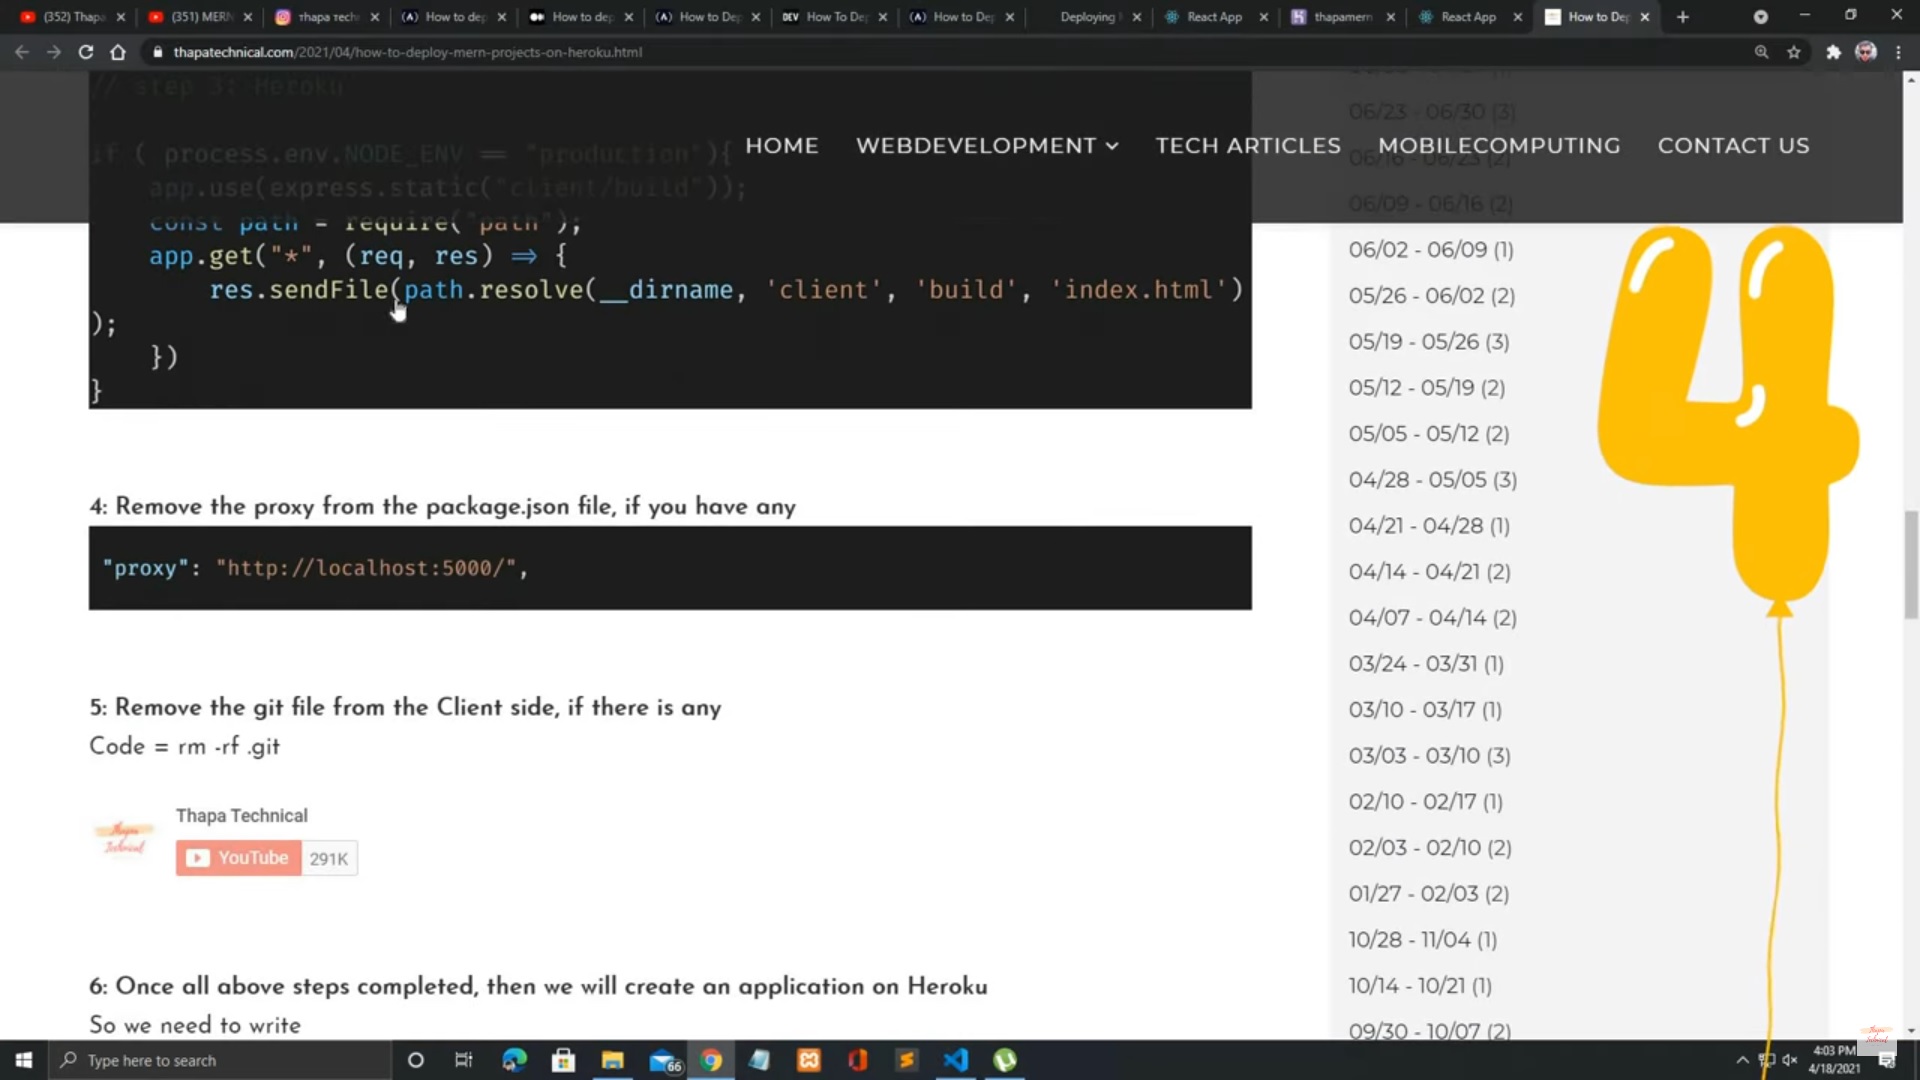 (352) Thapa
(351) MERN
тhapa тecн
How to dep
How to dep
How to Dep
How To Dep
How to Dep
Deploying
React App
thapamern
React App
How to Dep
thapatechnical.com/2021/04/how-to-deploy-mern-projects-on-heroku.html
HOME WEBDEVELOPMENT TECH ARTICLES MOBILECOMPUTING CONTACT US
// step 3: Heroku
if ( process.env.NODE_ENV == "production"){
app.use(express.static("client/build"));
const path = require("path");
app.get("*", (req, res) => {
res.sendFile(path.resolve(__dirname, 'client', 'build', 'index.html')
);
})
}
4: Remove the proxy from the package.json file, if you have any
"proxy": "http://localhost:5000/",
5: Remove the git file from the Client side, if there is any
Code = rm -rf .git
Thapa Technical
YouTube 291K
6: Once all above steps completed, then we will create an application on Heroku
So we need to write
06/23 - 06/30 (3)
06/16 - 06/23 (2)
06/09 - 06/16 (2)
06/02 - 06/09 (1)
05/26 - 06/02 (2)
05/19 - 05/26 (3)
05/12 - 05/19 (2)
05/05 - 05/12 (2)
04/28 - 05/05 (3)
04/21 - 04/28 (1)
04/14 - 04/21 (2)
04/07 - 04/14 (2)
03/24 - 03/31 (1)
03/10 - 03/17 (1)
03/03 - 03/10 (3)
02/10 - 02/17 (1)
02/03 - 02/10 (2)
01/27 - 02/03 (2)
10/28 - 11/04 (1)
10/14 - 10/21 (1)
09/30 - 10/07 (2)
4
Type here to search
66
4:03 PM
4/18/2021